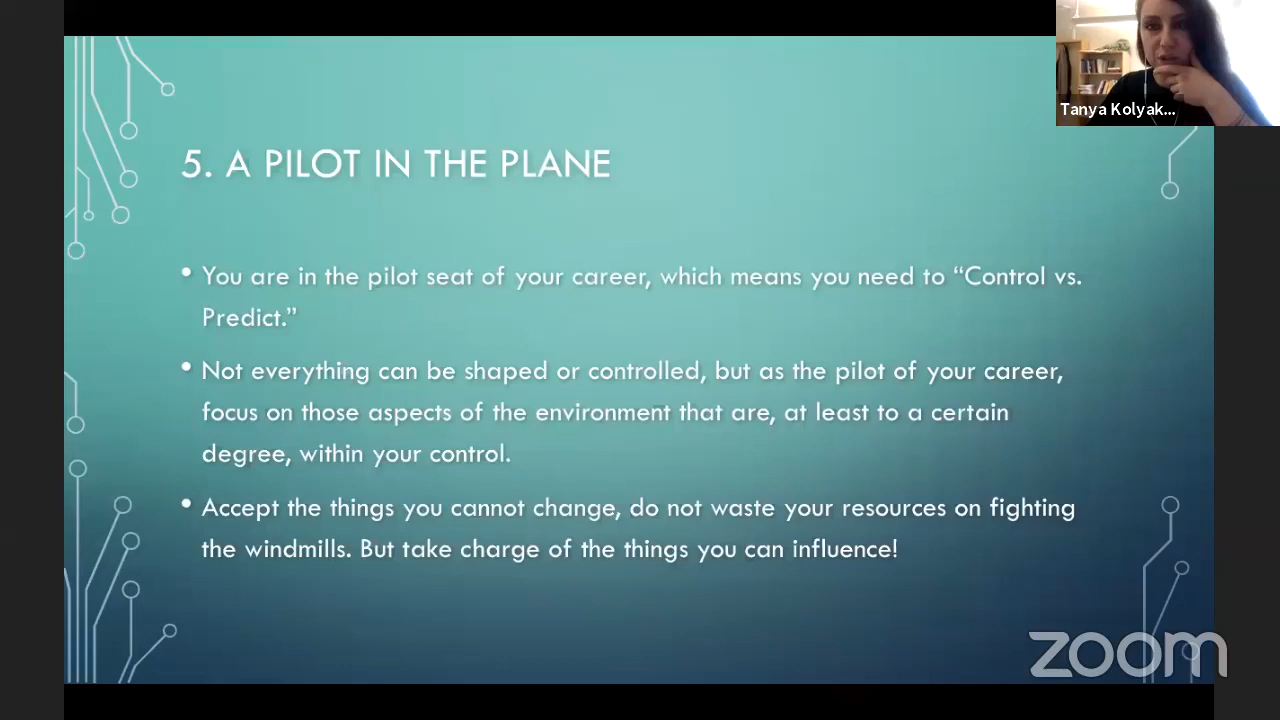 Tanya Kolyak...
5. A PILOT IN THE PLANE
• You are in the pilot seat of your career, which means you need to “Control vs.
Predict.”
• Not everything can be shaped or controlled, but as the pilot of your career,
focus on those aspects of the environment that are, at least to a certain
degree, within your control.
• Accept the things you cannot change, do not waste your resources on fighting
the windmills. But take charge of the things you can influence!
zoom